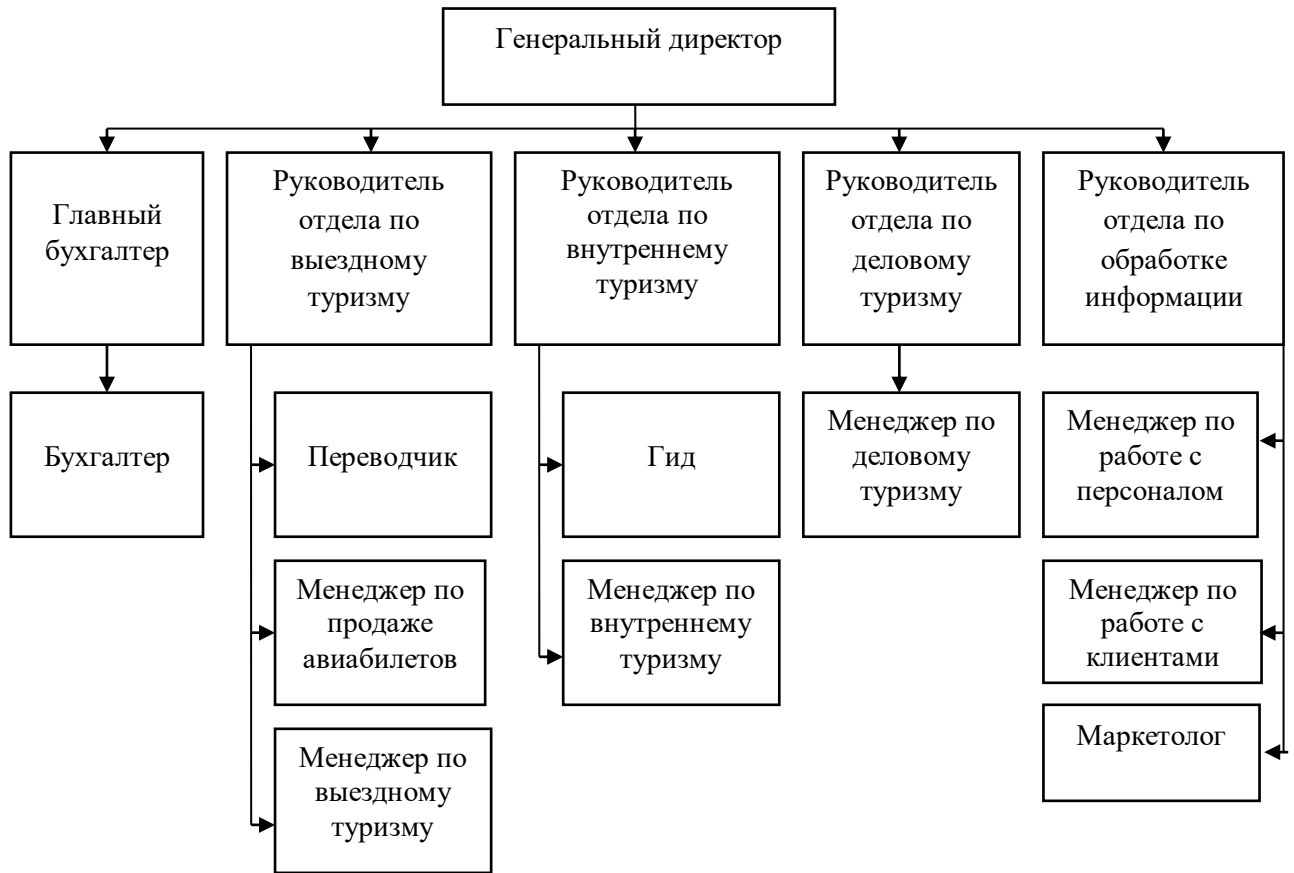 Генеральный директор
Главный
бухгалтер
Руководитель
отдела по
выездному
туризму
Руководитель
отдела по
внутреннему
туризму
Руководитель
отдела по
деловому
туризму
Руководитель
отдела по
обработке
информации
Бухгалтер
Переводчик
Гид
Менеджер по
деловому
туризму
Менеджер по
работе с
персоналом
Менеджер по
продаже
авиабилетов
Менеджер по
внутреннему
туризму
Менеджер по
работе с
клиентами
Менеджер по
выездному
туризму
Маркетолог